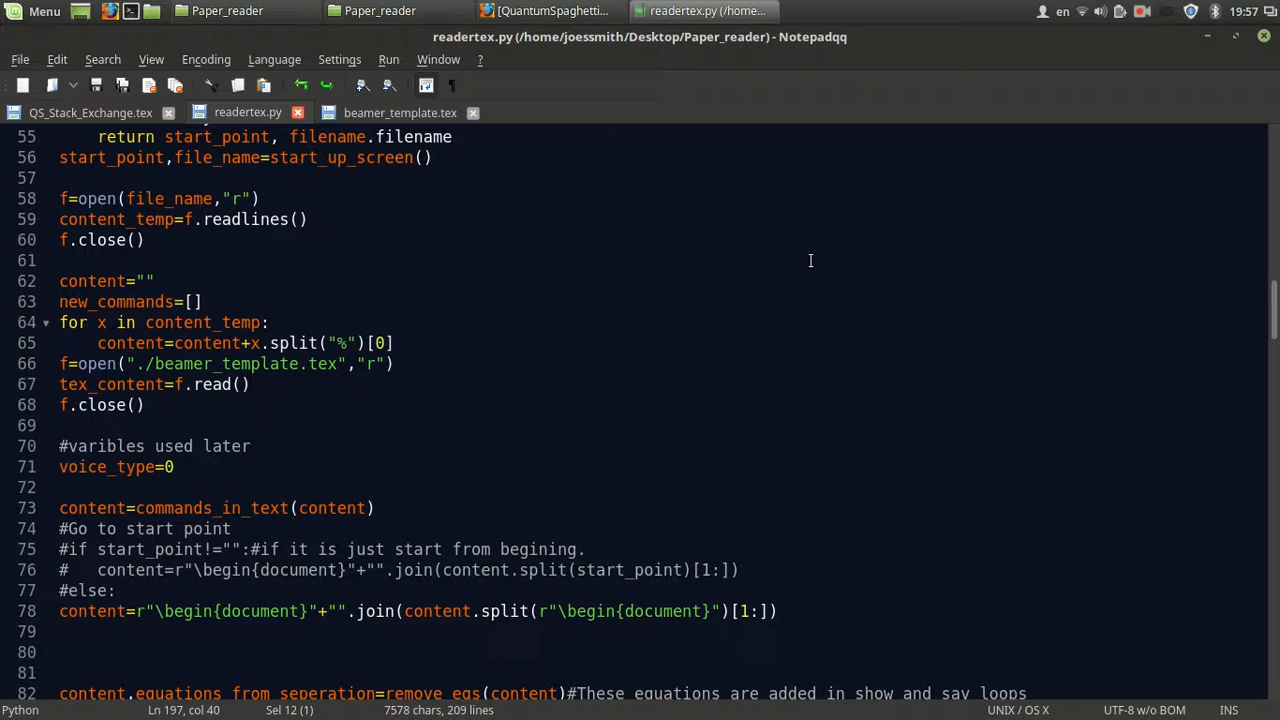 Menu Paper_reader Paper_reader [QuantumSpaghetti... readertex.py (/home... en 19:57
readertex.py (/home/joessmith/Desktop/Paper_reader) - Notepadqq
File Edit Search View Encoding Language Settings Run Window ?
QS_Stack_Exchange.tex readertex.py beamer_template.tex
55 return start_point, filename.filename
56 start_point,file_name=start_up_screen()
57
58 f=open(file_name,"r")
59 content_temp=f.readlines()
60 f.close()
61
62 content=""
63 new_commands=[]
64 for x in content_temp:
65 content=content+x.split("%")[0]
66 f=open("./beamer_template.tex","r")
67 tex_content=f.read()
68 f.close()
69
70 #varibles used later
71 voice_type=0
72
73 content=commands_in_text(content)
74 #Go to start point
75 #if start_point!="":#if it is just start from begining.
76 # content=r"\begin{document}"+"".join(content.split(start_point)[1:])
77 #else:
78 content=r"\begin{document}"+"".join(content.split(r"\begin{document}")[1:])
79
80
81
82 content,equations_from_seperation=remove_eqs(content)#These equations are added in show and say loops
Python Ln 197, col 40 Sel 12 (1) 7578 chars, 209 lines UNIX / OS X UTF-8 w/o BOM INS